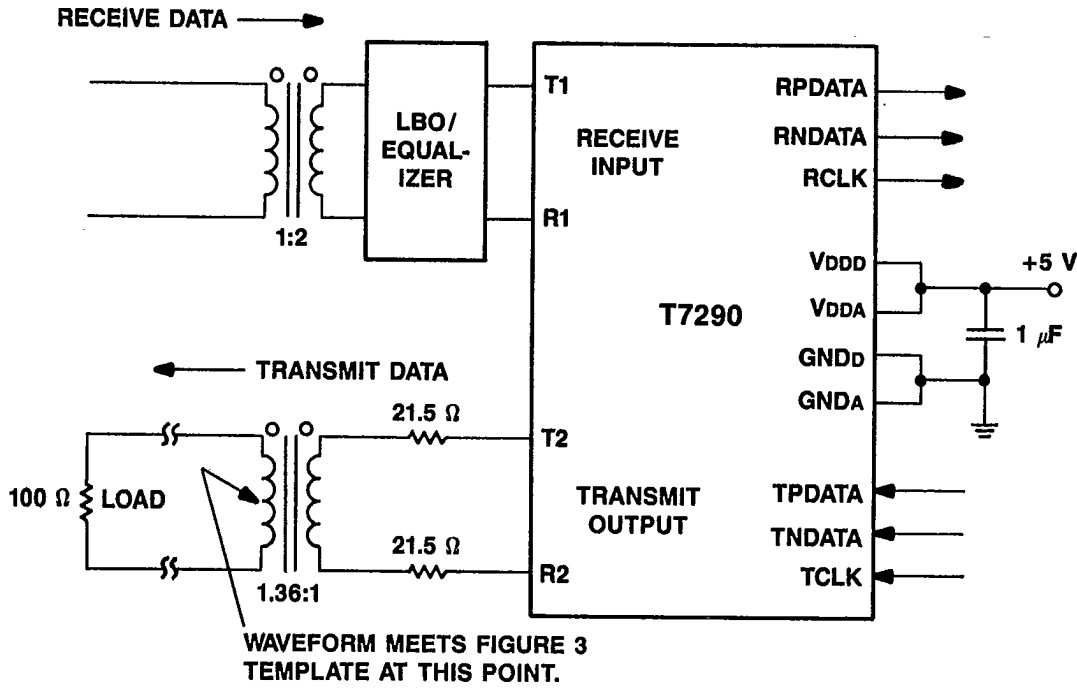 RECEIVE DATA
1:2
LBO/
EQUAL-
IZER
T1
R1
RECEIVE
INPUT
RPDATA
RNDATA
RCLK
T7290
VDDD
VDDA
GNDD
GNDA
+5 V
1 μF
TRANSMIT DATA
100 Ω
LOAD
1.36:1
21.5 Ω
21.5 Ω
T2
R2
TRANSMIT
OUTPUT
TPDATA
TNDATA
TCLK
WAVEFORM MEETS FIGURE 3
TEMPLATE AT THIS POINT.